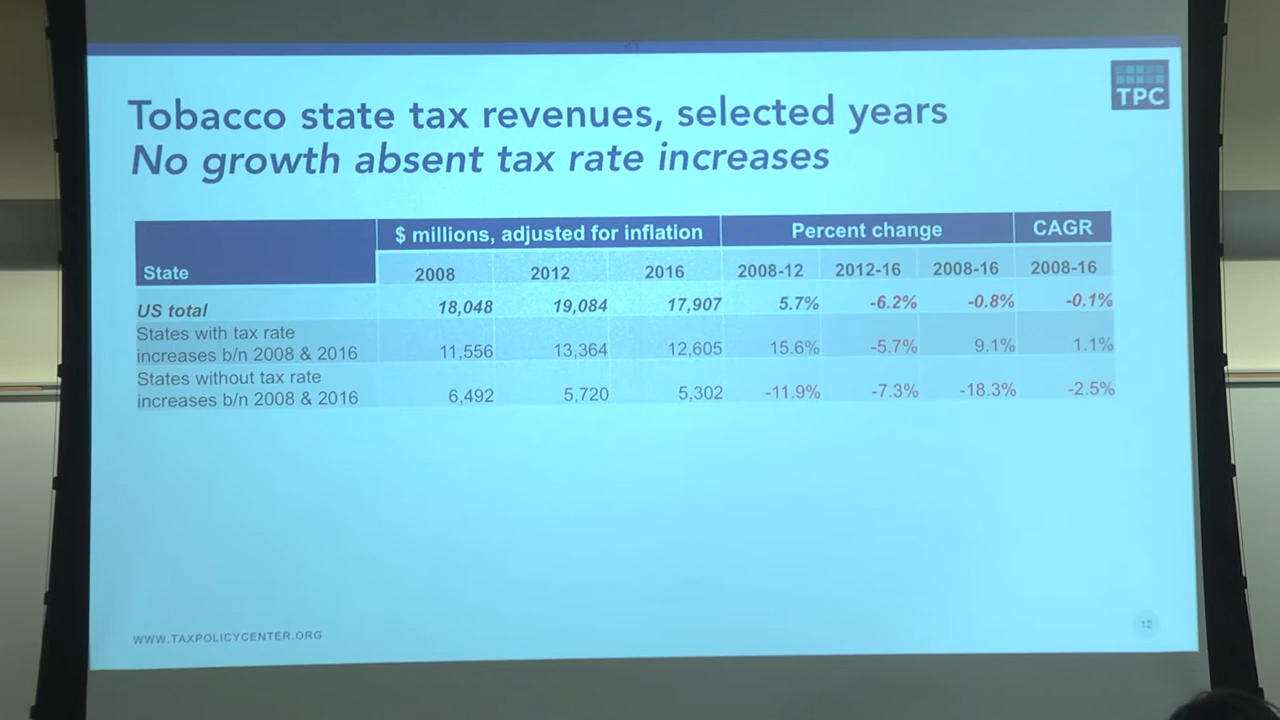 TPC
Tobacco state tax revenues, selected years
No growth absent tax rate increases
$ millions, adjusted for inflation Percent change CAGR
State 2008 2012 2016 2008-12 2012-16 2008-16 2008-16
US total 18,048 19,084 17,907 5.7% -6.2% -0.8% -0.1%
States with tax rate
increases b/n 2008 & 2016 11,556 13,364 12,605 15.6% -5.7% 9.1% 1.1%
States without tax rate
increases b/n 2008 & 2016 6,492 5,720 5,302 -11.9% -7.3% -18.3% -2.5%
WWW.TAXPOLICYCENTER.ORG 12